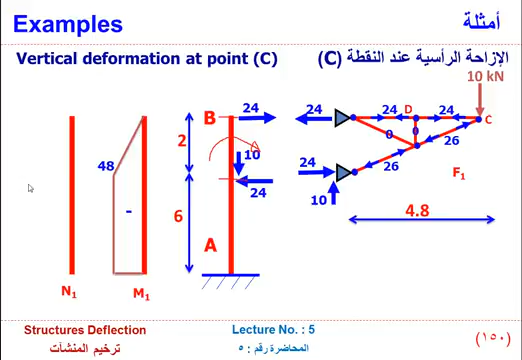 Examples
أمثلة
Vertical deformation at point (C)
الإزاحة الرأسية عند النقطة (C)
10 kN
24
24
24
24
B
D
C
2
48
10
0
0
26
24
24
26
F1
10
6
-
4.8
A
N1
M1
Structures Deflection
Lecture No. : 5
ترخيم المنشآت
المحاضرة رقم : ٥
(١٥٠)